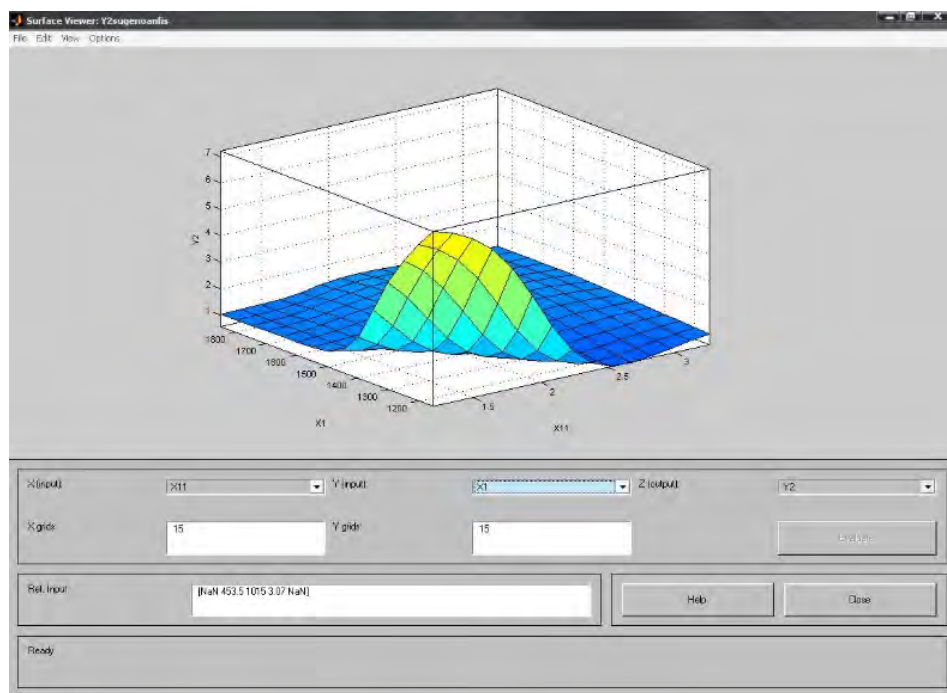 Surface Viewer: Y2sugenoanfis
File Edit View Options
7
6
5
4
3
2
1
Y2
1800
1700
1600
1500
1400
1300
1200
X1
1.5
2
2.5
3
X11
X (input): X11 Y (input): X1 Z (output): Y2
X grids: 15 Y grids: 15 Evaluate
Ref. Input: [NaN 453.5 1015 3.07 NaN] Help Close
Ready